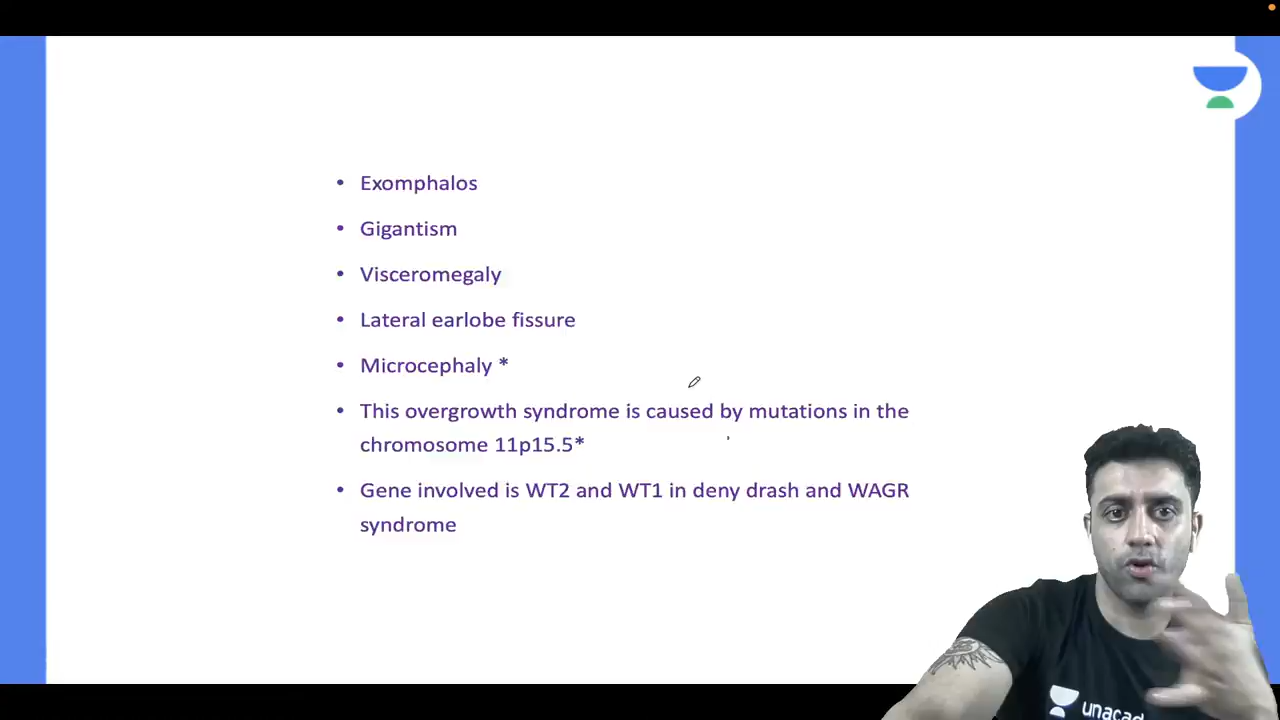 • Exomphalos
• Gigantism
• Visceromegaly
• Lateral earlobe fissure
• Microcephaly *
• This overgrowth syndrome is caused by mutations in the
chromosome 11p15.5*
• Gene involved is WT2 and WT1 in deny drash and WAGR
syndrome
unacad